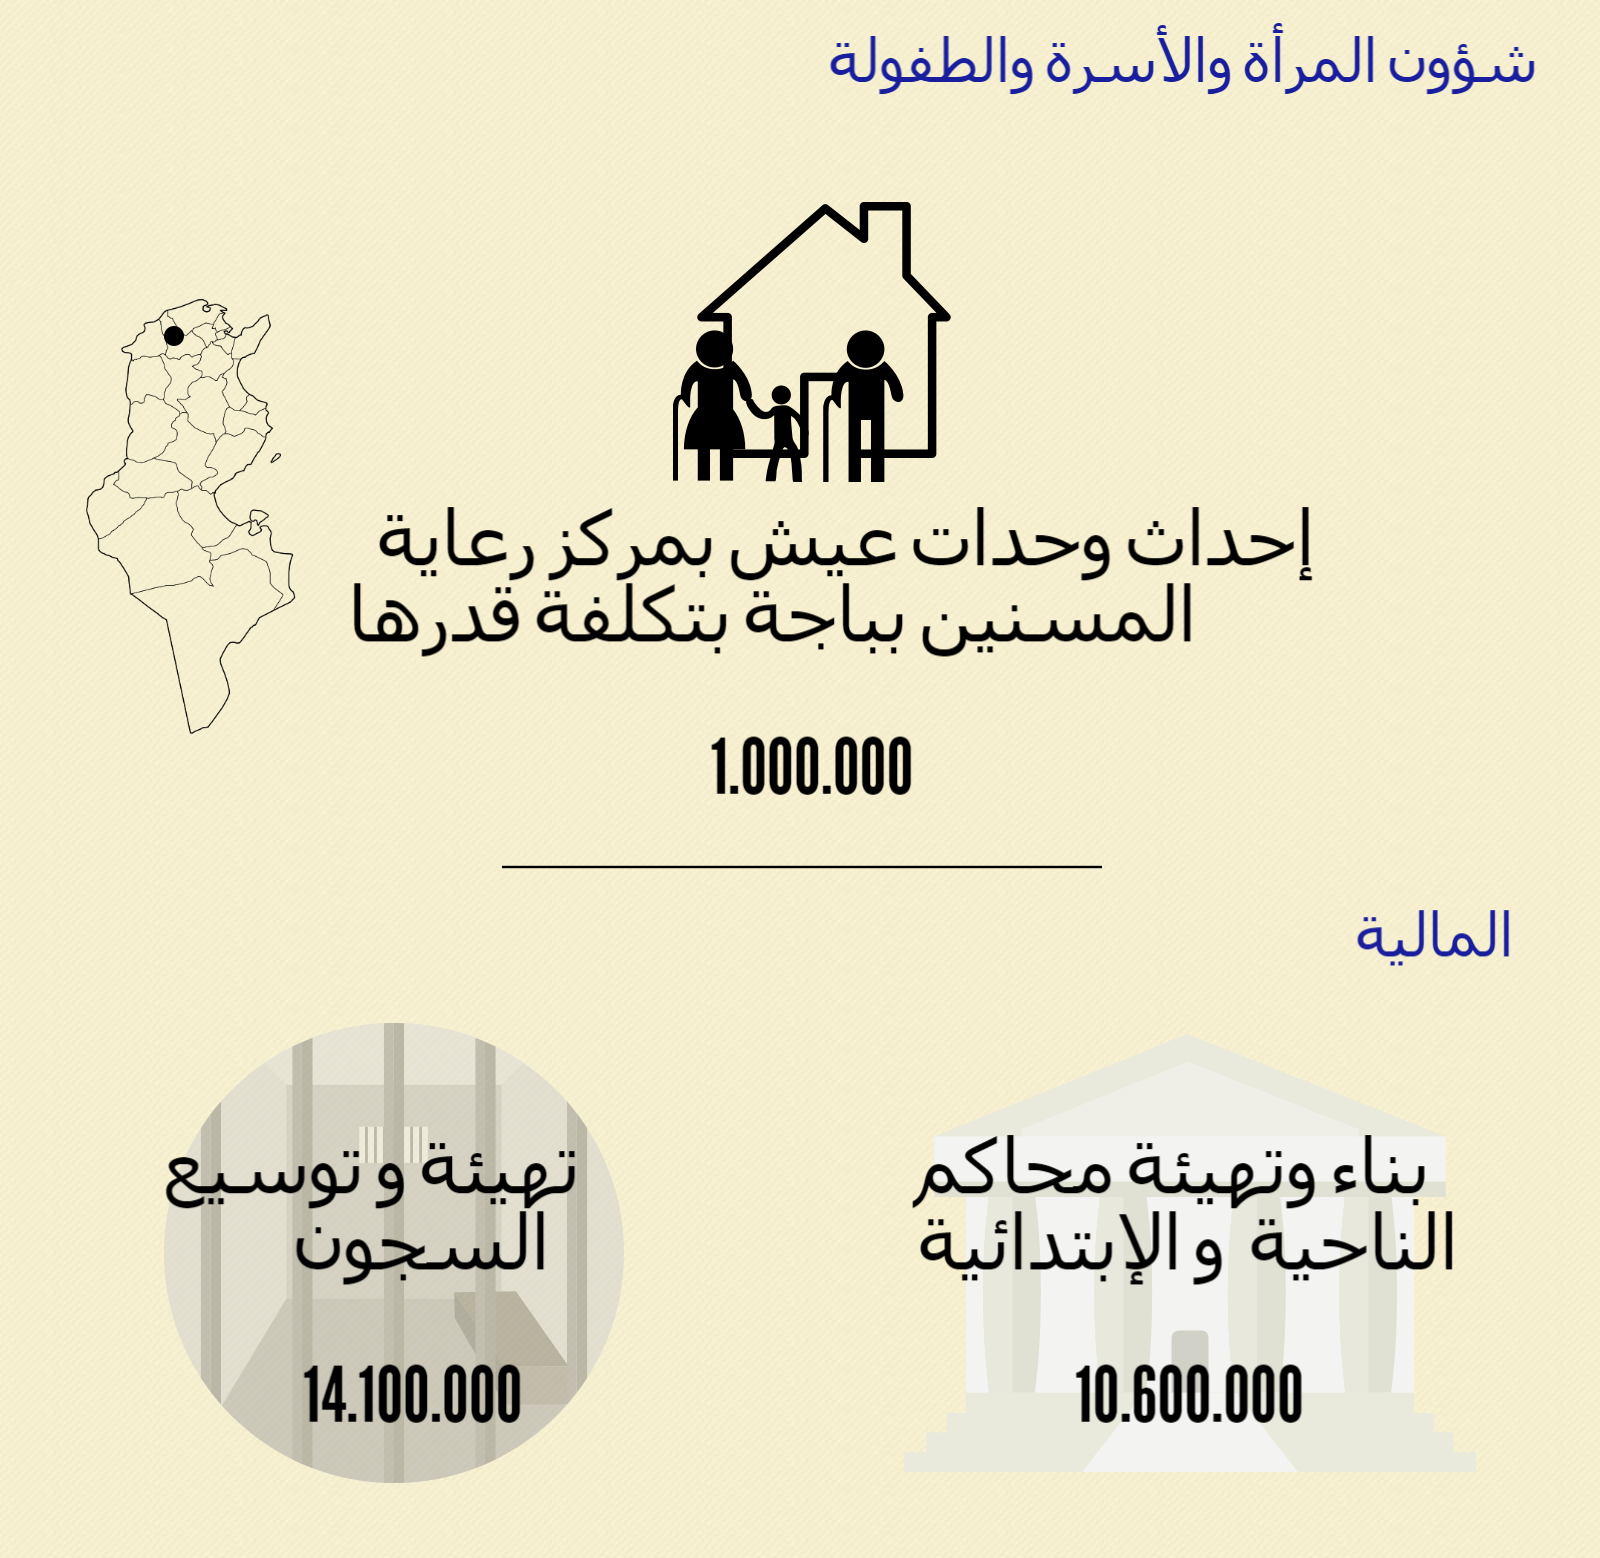 شؤون المرأة والأسرة والطفولة
إحداث وحدات عيش بمركز رعاية
المسنين بباجة بتكلفة قدرها
1.000.000
المالية
بناء وتهيئة محاكم
الناحية و الإبتدائية
10.600.000
تهيئة و توسيع
السجون
14.100.000